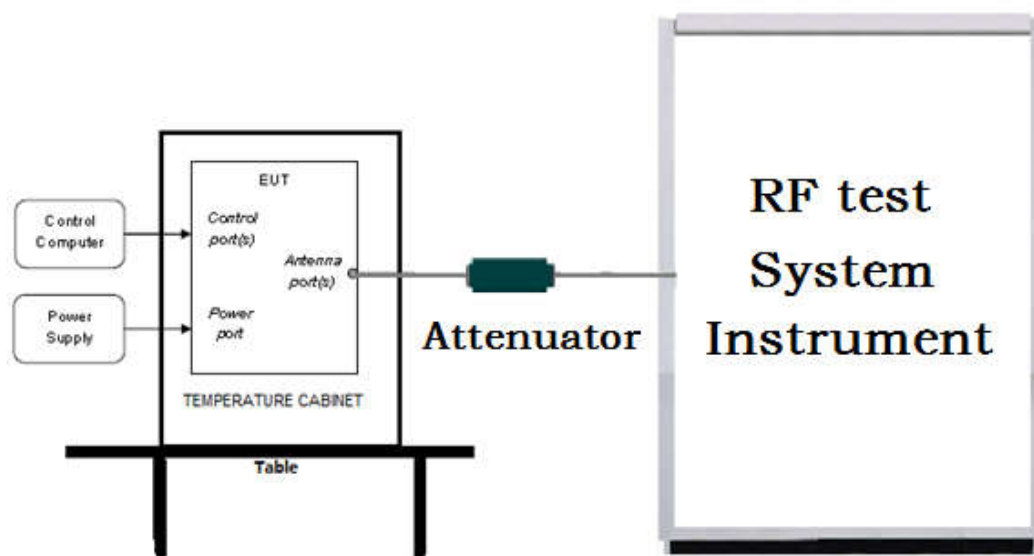 Control
Computer
Power
Supply
EUT
Control
port(s)
Antenna
port(s)
Power
port
TEMPERATURE CABINET
Table
Attenuator
RF test
System
Instrument